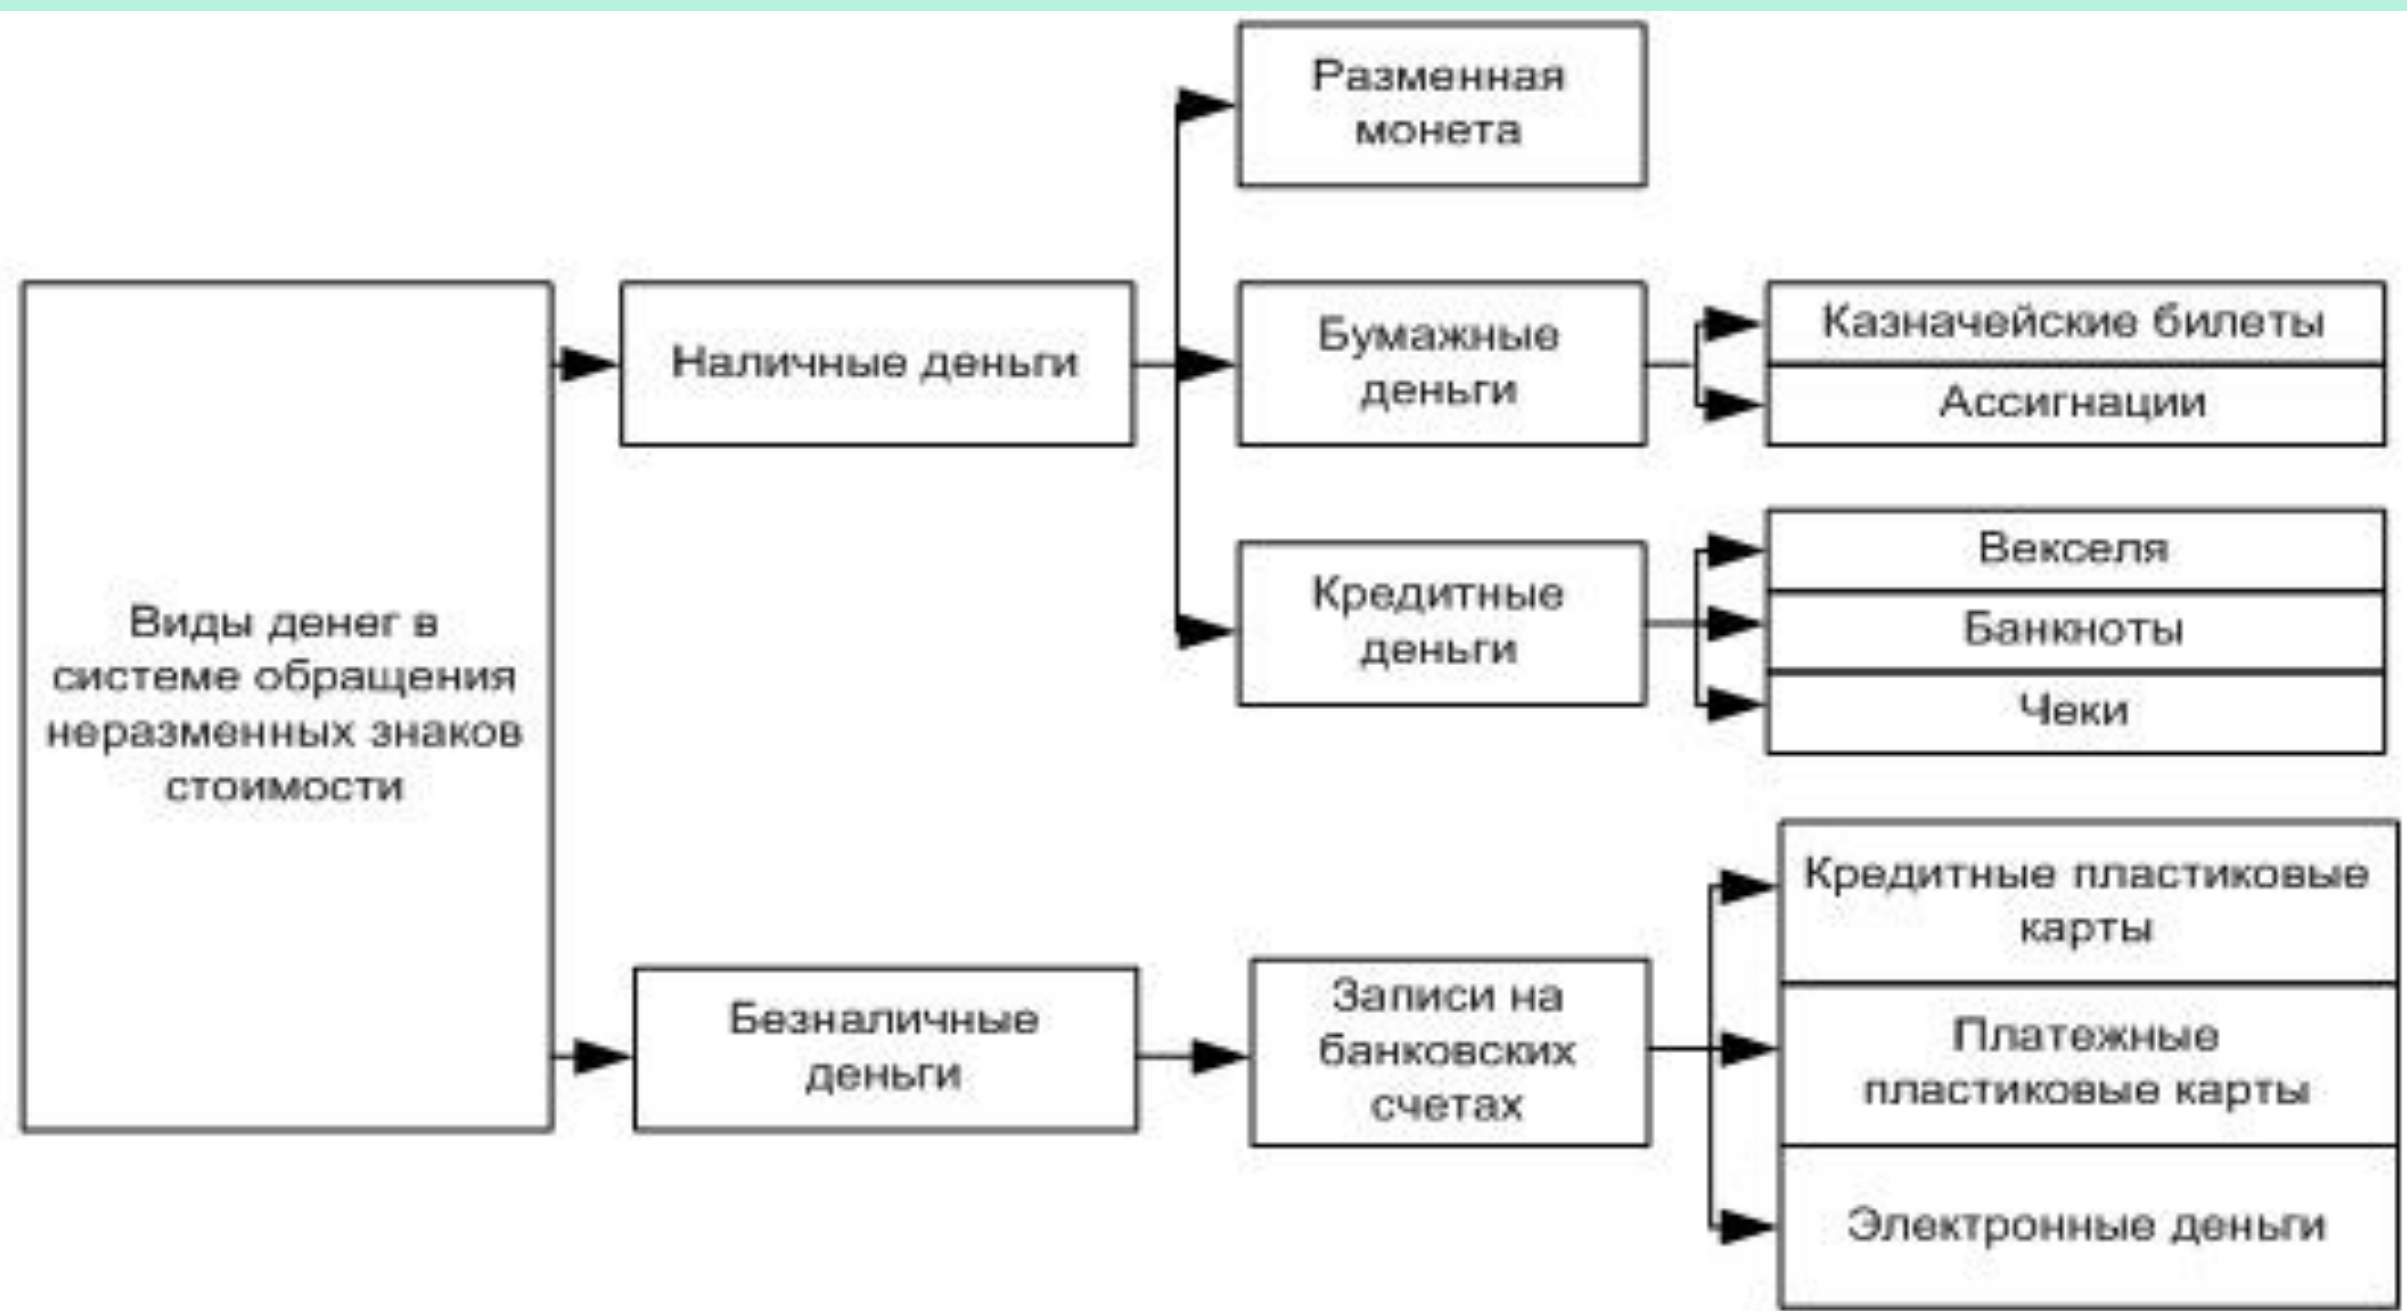 Виды денег в
системе обращения
неразменных знаков
стоимости
Наличные деньги
Разменная
монета
Бумажные
деньги
Казначейские билеты
Ассигнации
Кредитные
деньги
Векселя
Банкноты
Чеки
Безналичные
деньги
Записи на
банковских
счетах
Кредитные пластиковые
карты
Платежные
пластиковые карты
Электронные деньги